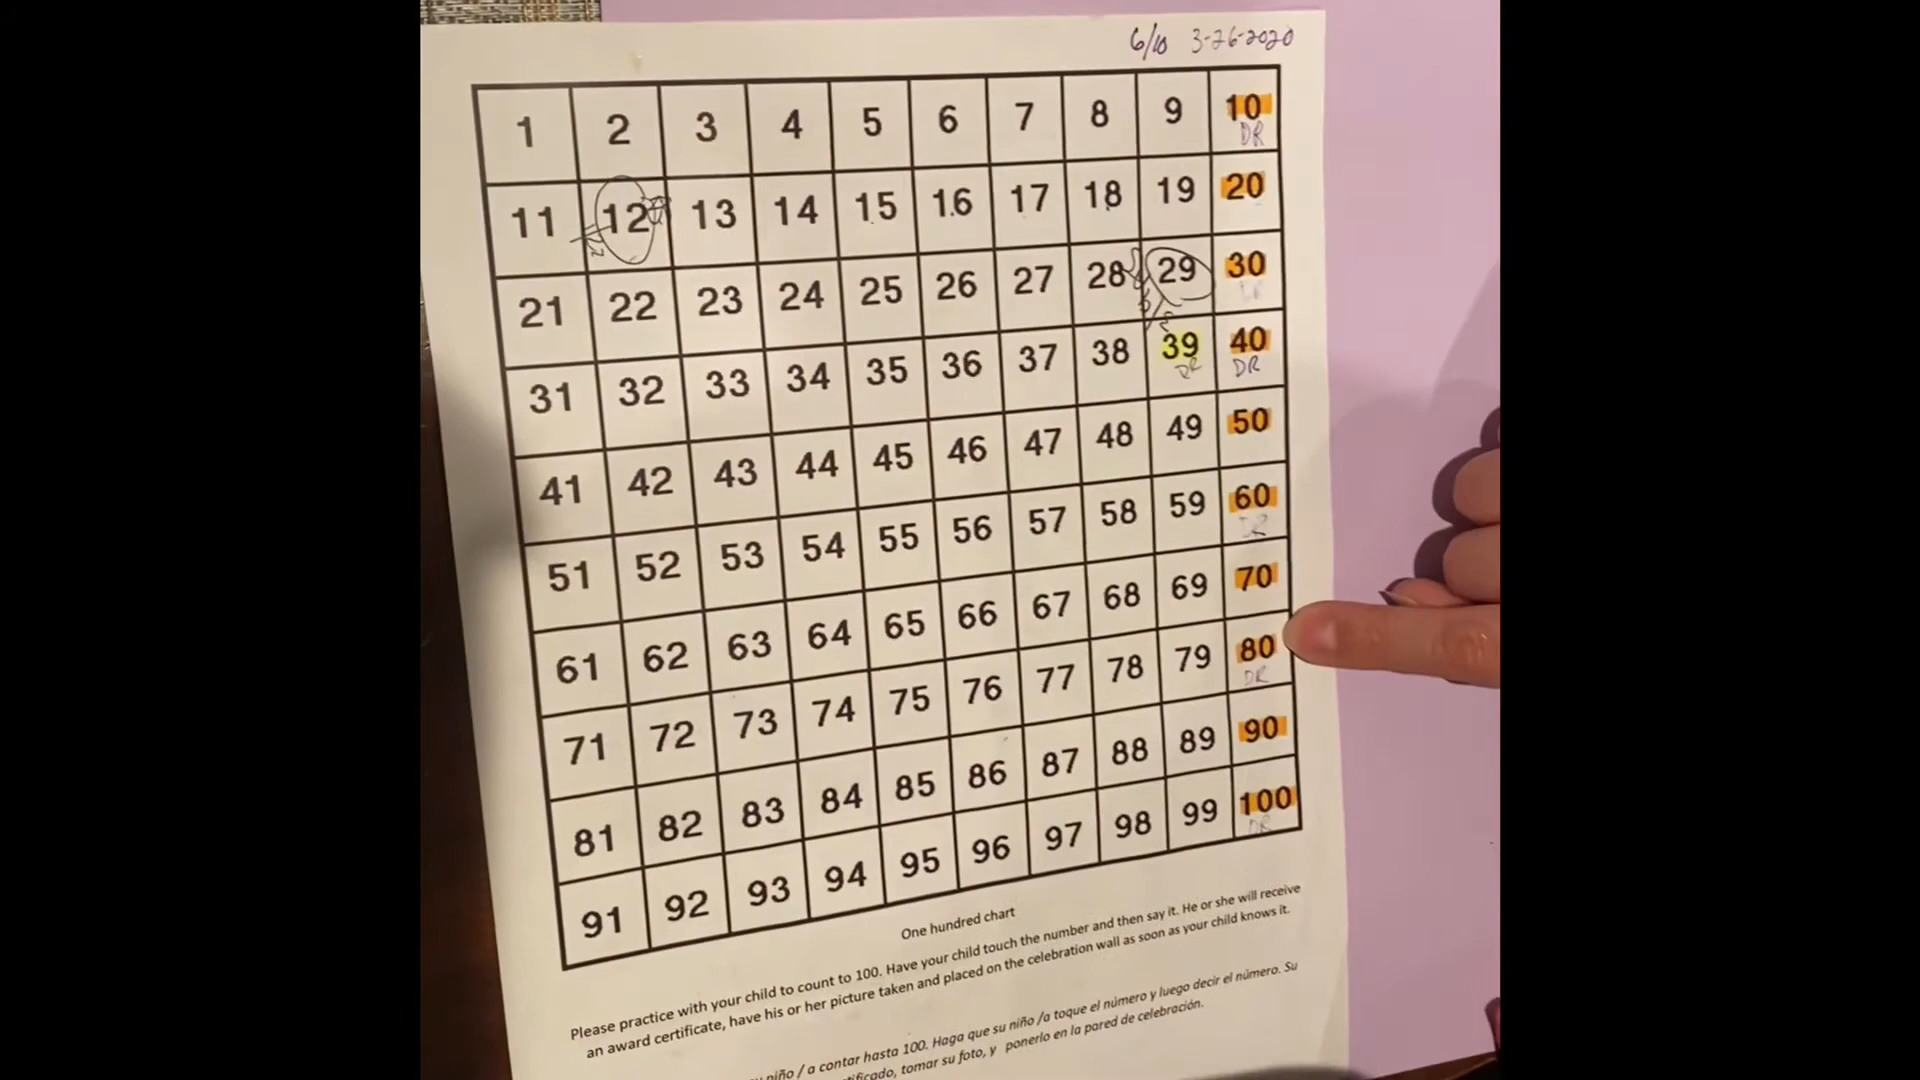 6/10 3-26-2020
1 2 3 4 5 6 7 8 9 10
DR
11 12 13 14 15 16 17 18 19 20
21 22 23 24 25 26 27 28 29 30
31 32 33 34 35 36 37 38 39 40
DR DR
41 42 43 44 45 46 47 48 49 50
51 52 53 54 55 56 57 58 59 60
DR
61 62 63 64 65 66 67 68 69 70
71 72 73 74 75 76 77 78 79 80
DR
81 82 83 84 85 86 87 88 89 90
91 92 93 94 95 96 97 98 99 100
DR
One hundred chart
Please practice with your child to count to 100. Have your child touch the number and then say it. He or she will receive
an award certificate, have his or her picture taken and placed on the celebration wall as soon as your child knows it.
niño / a contar hasta 100. Haga que su niño /a toque el número y luego decir el número. Su
tificado, tomar su foto, y ponerlo en la pared de celebración.